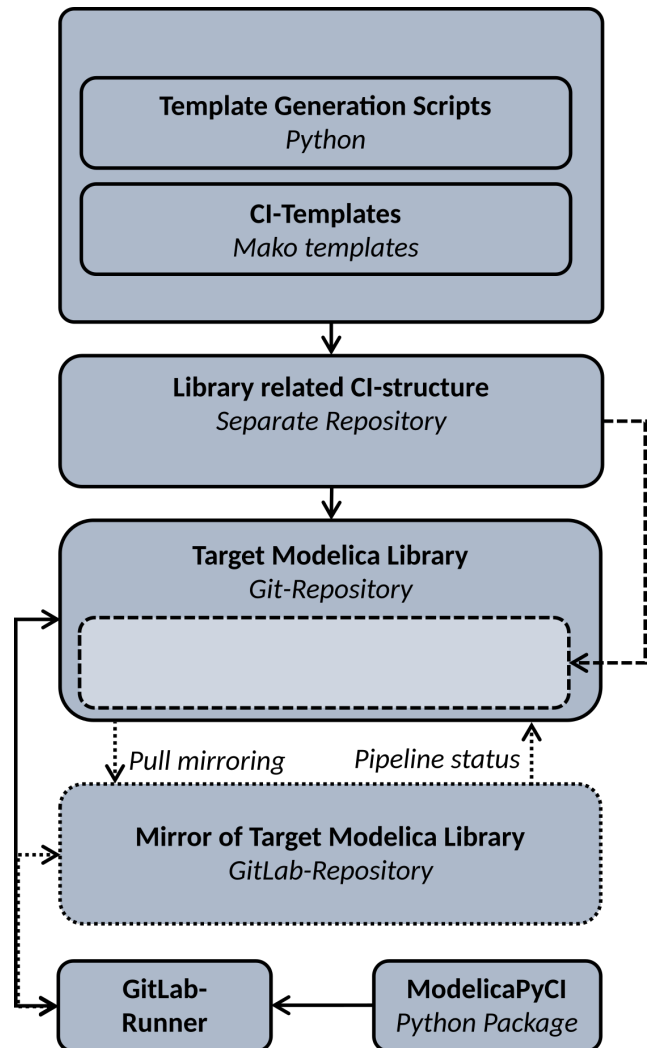 Template Generation Scripts
Python
CI-Templates
Mako templates
Library related CI-structure
Separate Repository
Target Modelica Library
Git-Repository
Pull mirroring
Pipeline status
Mirror of Target Modelica Library
GitLab-Repository
GitLab-
Runner
ModelicaPyCI
Python Package